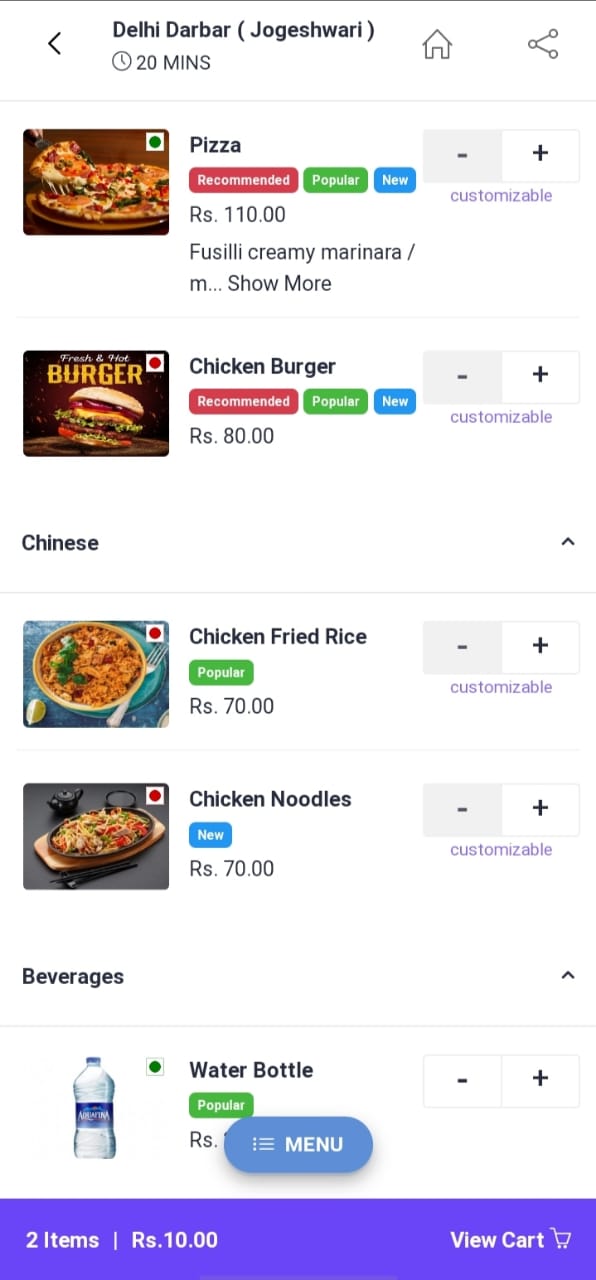 Delhi Darbar ( Jogeshwari )
20 MINS
Pizza
Recommended Popular New
Rs. 110.00
Fusilli creamy marinara /
m... Show More
- +
customizable
Fresh & Hot
BURGER
Chicken Burger
Recommended Popular New
Rs. 80.00
- +
customizable
Chinese
Chicken Fried Rice
Popular
Rs. 70.00
- +
customizable
Chicken Noodles
New
Rs. 70.00
- +
customizable
Beverages
AQUAFINA
Water Bottle
Popular
Rs.
- +
MENU
2 Items | Rs.10.00
View Cart